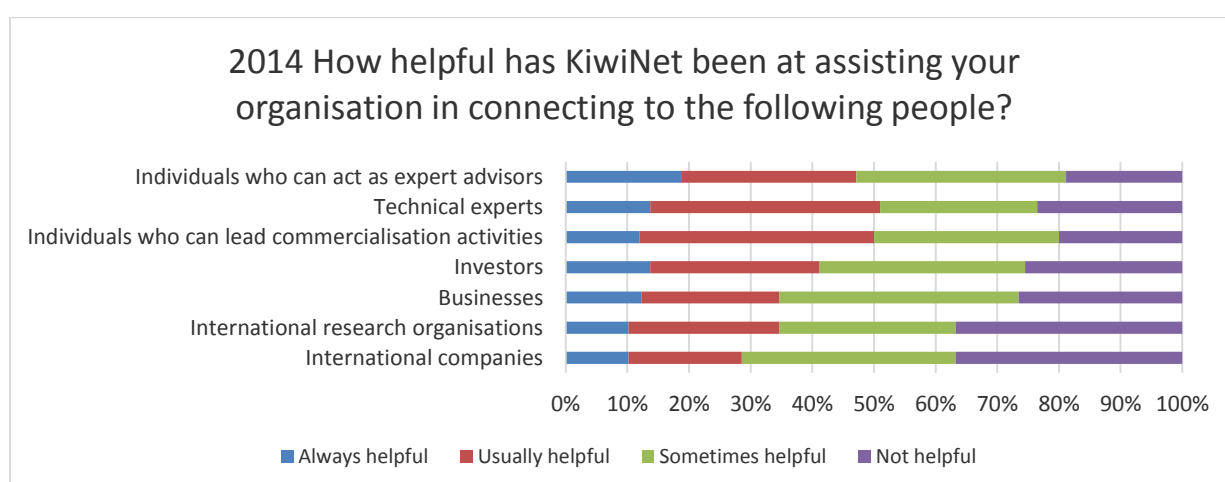 2014 How helpful has KiwiNet been at assisting your
organisation in connecting to the following people?
Individuals who can act as expert advisors
Technical experts
Individuals who can lead commercialisation activities
Investors
Businesses
International research organisations
International companies
0% 10% 20% 30% 40% 50% 60% 70% 80% 90% 100%
Always helpful Usually helpful Sometimes helpful Not helpful